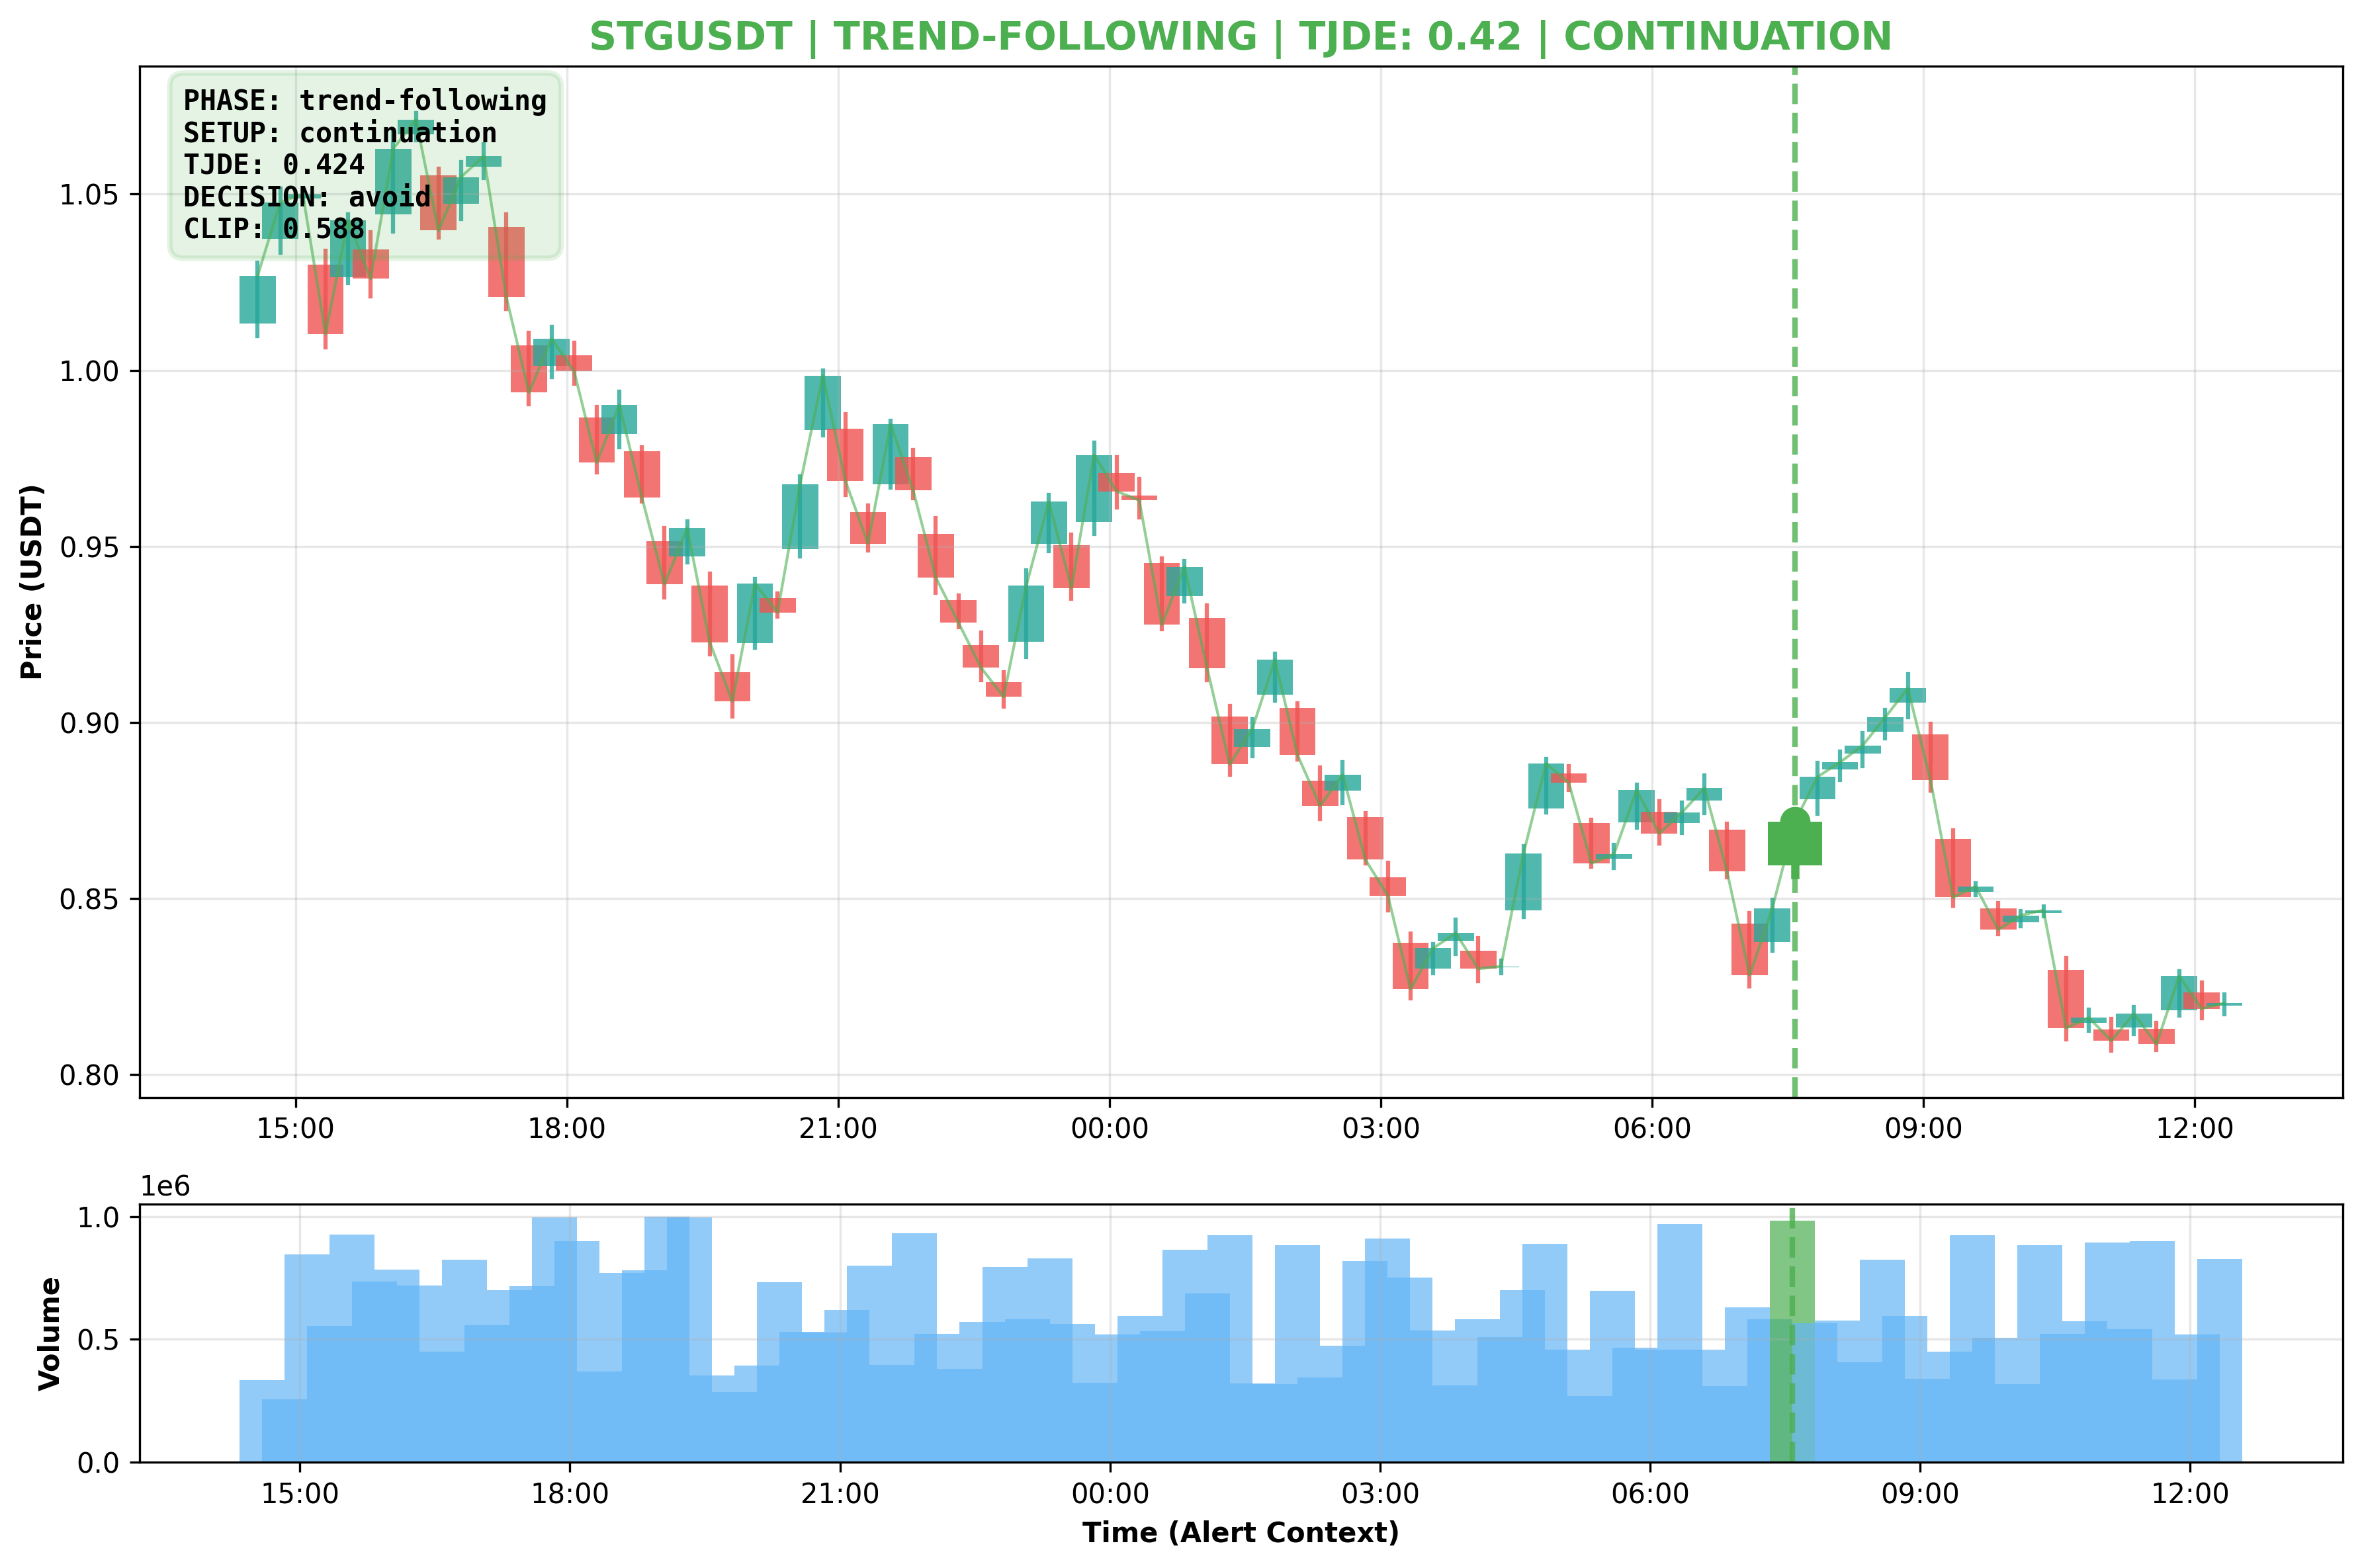 STGUSDT | TREND-FOLLOWING | TJDE: 0.42 | CONTINUATION
PHASE: trend-following
SETUP: continuation
TJDE: 0.424
DECISION: avoid
CLIP: 0.588
Price (USDT)
1.05
1.00
0.95
0.90
0.85
0.80
15:00 18:00 21:00 00:00 03:00 06:00 09:00 12:00
1e6
Volume
1.0
0.5
0.0
15:00 18:00 21:00 00:00 03:00 06:00 09:00 12:00
Time (Alert Context)